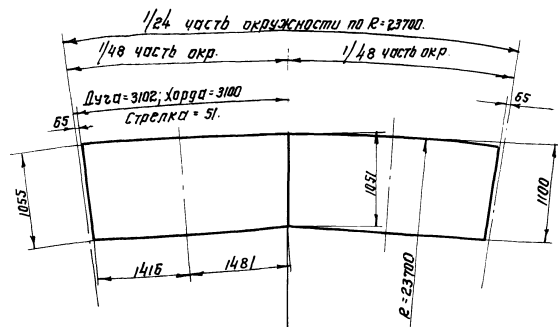 1/24 часть окружности по R=23700.
1/48 часть окр.
1/48 часть окр.
Дуга=3102; Хорда=3100
Стрелка = 51.
65
65
1055
1051
1100
1416
1481
R=23700